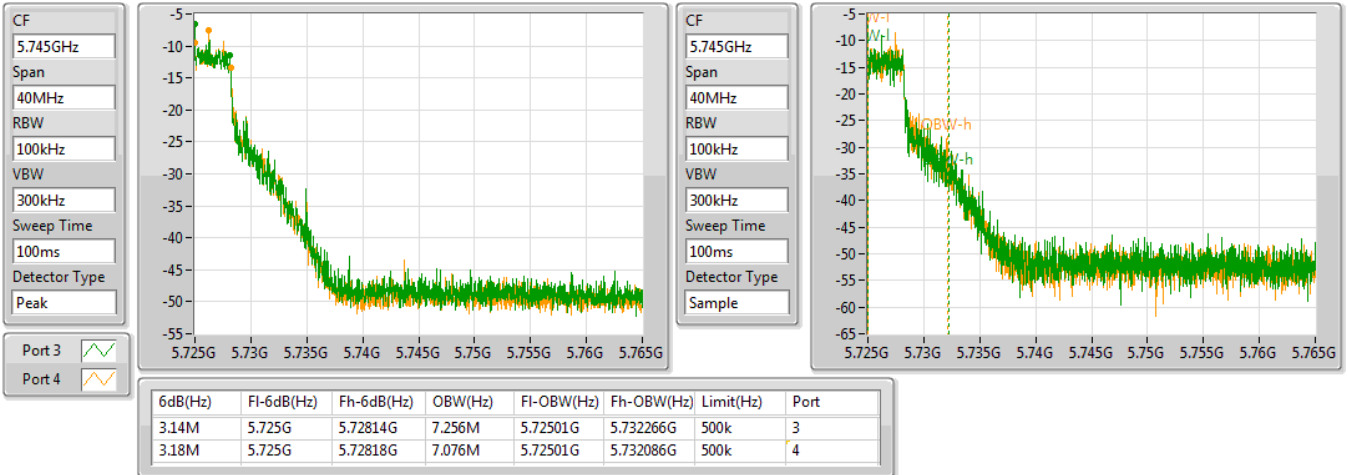 CF
5.745GHz
Span
40MHz
RBW
100kHz
VBW
300kHz
Sweep Time
100ms
Detector Type
Peak
-5
-10
-15
-20
-25
-30
-35
-40
-45
-50
-55
5.725G 5.73G 5.735G 5.74G 5.745G 5.75G 5.755G 5.76G 5.765G
CF
5.745GHz
Span
40MHz
RBW
100kHz
VBW
300kHz
Sweep Time
100ms
Detector Type
Sample
-5
-10
-15
-20
-25
-30
-35
-40
-45
-50
-55
-60
-65
OBW-h
5.725G 5.73G 5.735G 5.74G 5.745G 5.75G 5.755G 5.76G 5.765G
Port 3
Port 4
6dB(Hz) Fl-6dB(Hz) Fh-6dB(Hz) OBW(Hz) Fl-OBW(Hz) Fh-OBW(Hz) Limit(Hz) Port
3.14M 5.725G 5.72814G 7.256M 5.72501G 5.732266G 500k 3
3.18M 5.725G 5.72818G 7.076M 5.72501G 5.732086G 500k 4